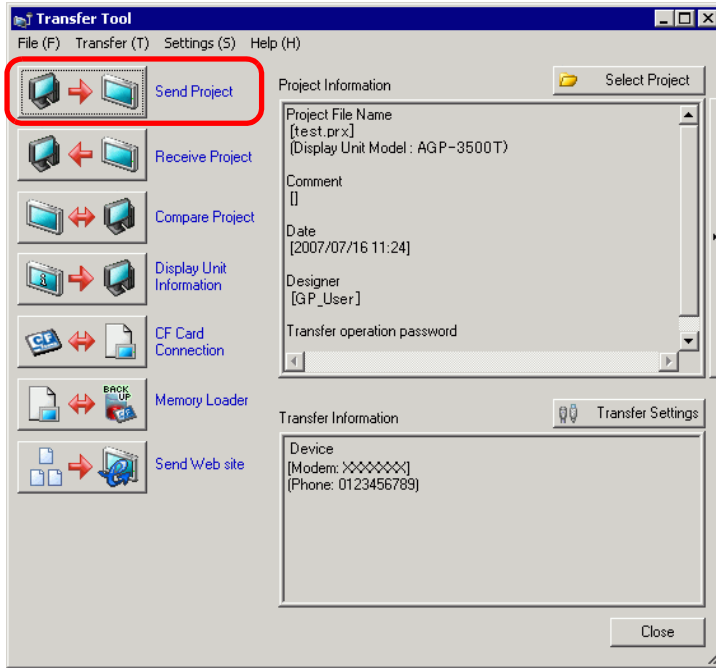 Transfer Tool
File (F) Transfer (T) Settings (S) Help (H)
Send Project
Receive Project
Compare Project
Display Unit
Information
CF Card
Connection
Memory Loader
Send Web site
CF
BACK
UP
Project Information
Select Project
Project File Name
[test.prx]
(Display Unit Model : AGP-3500T)
Comment
[]
Date
[2007/07/16 11:24]
Designer
[GP_User]
Transfer operation password
Transfer Information
Transfer Settings
Device
[Modem: XXXXXXX]
(Phone: 0123456789)
Close